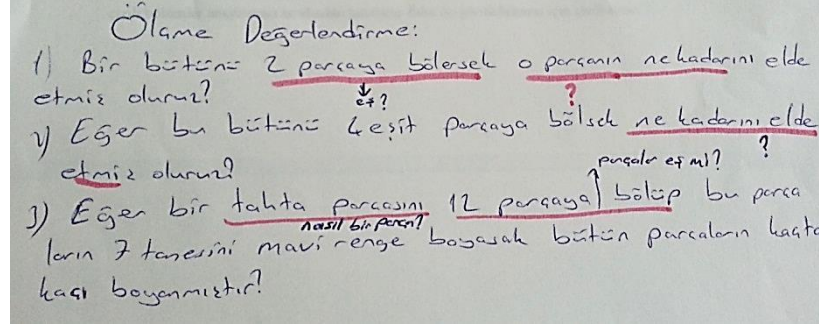 Ölçme Değerlendirme:
1) Bir bütünü 2 parçaya bölersek o parçanın ne kadarını elde
etmiş oluruz?
eş?
?
2) Eğer bu bütünü 4 eşit parçaya bölsek ne kadarını elde
?
etmiş oluruz?
parçalar eş mi?
3) Eğer bir tahta parçasını 12 parçaya bölüp bu parça
nasıl bir parça?
ların 7 tanesini mavi renge boyasak bütün parçaların kaçta
kaçı boyanmıştır?